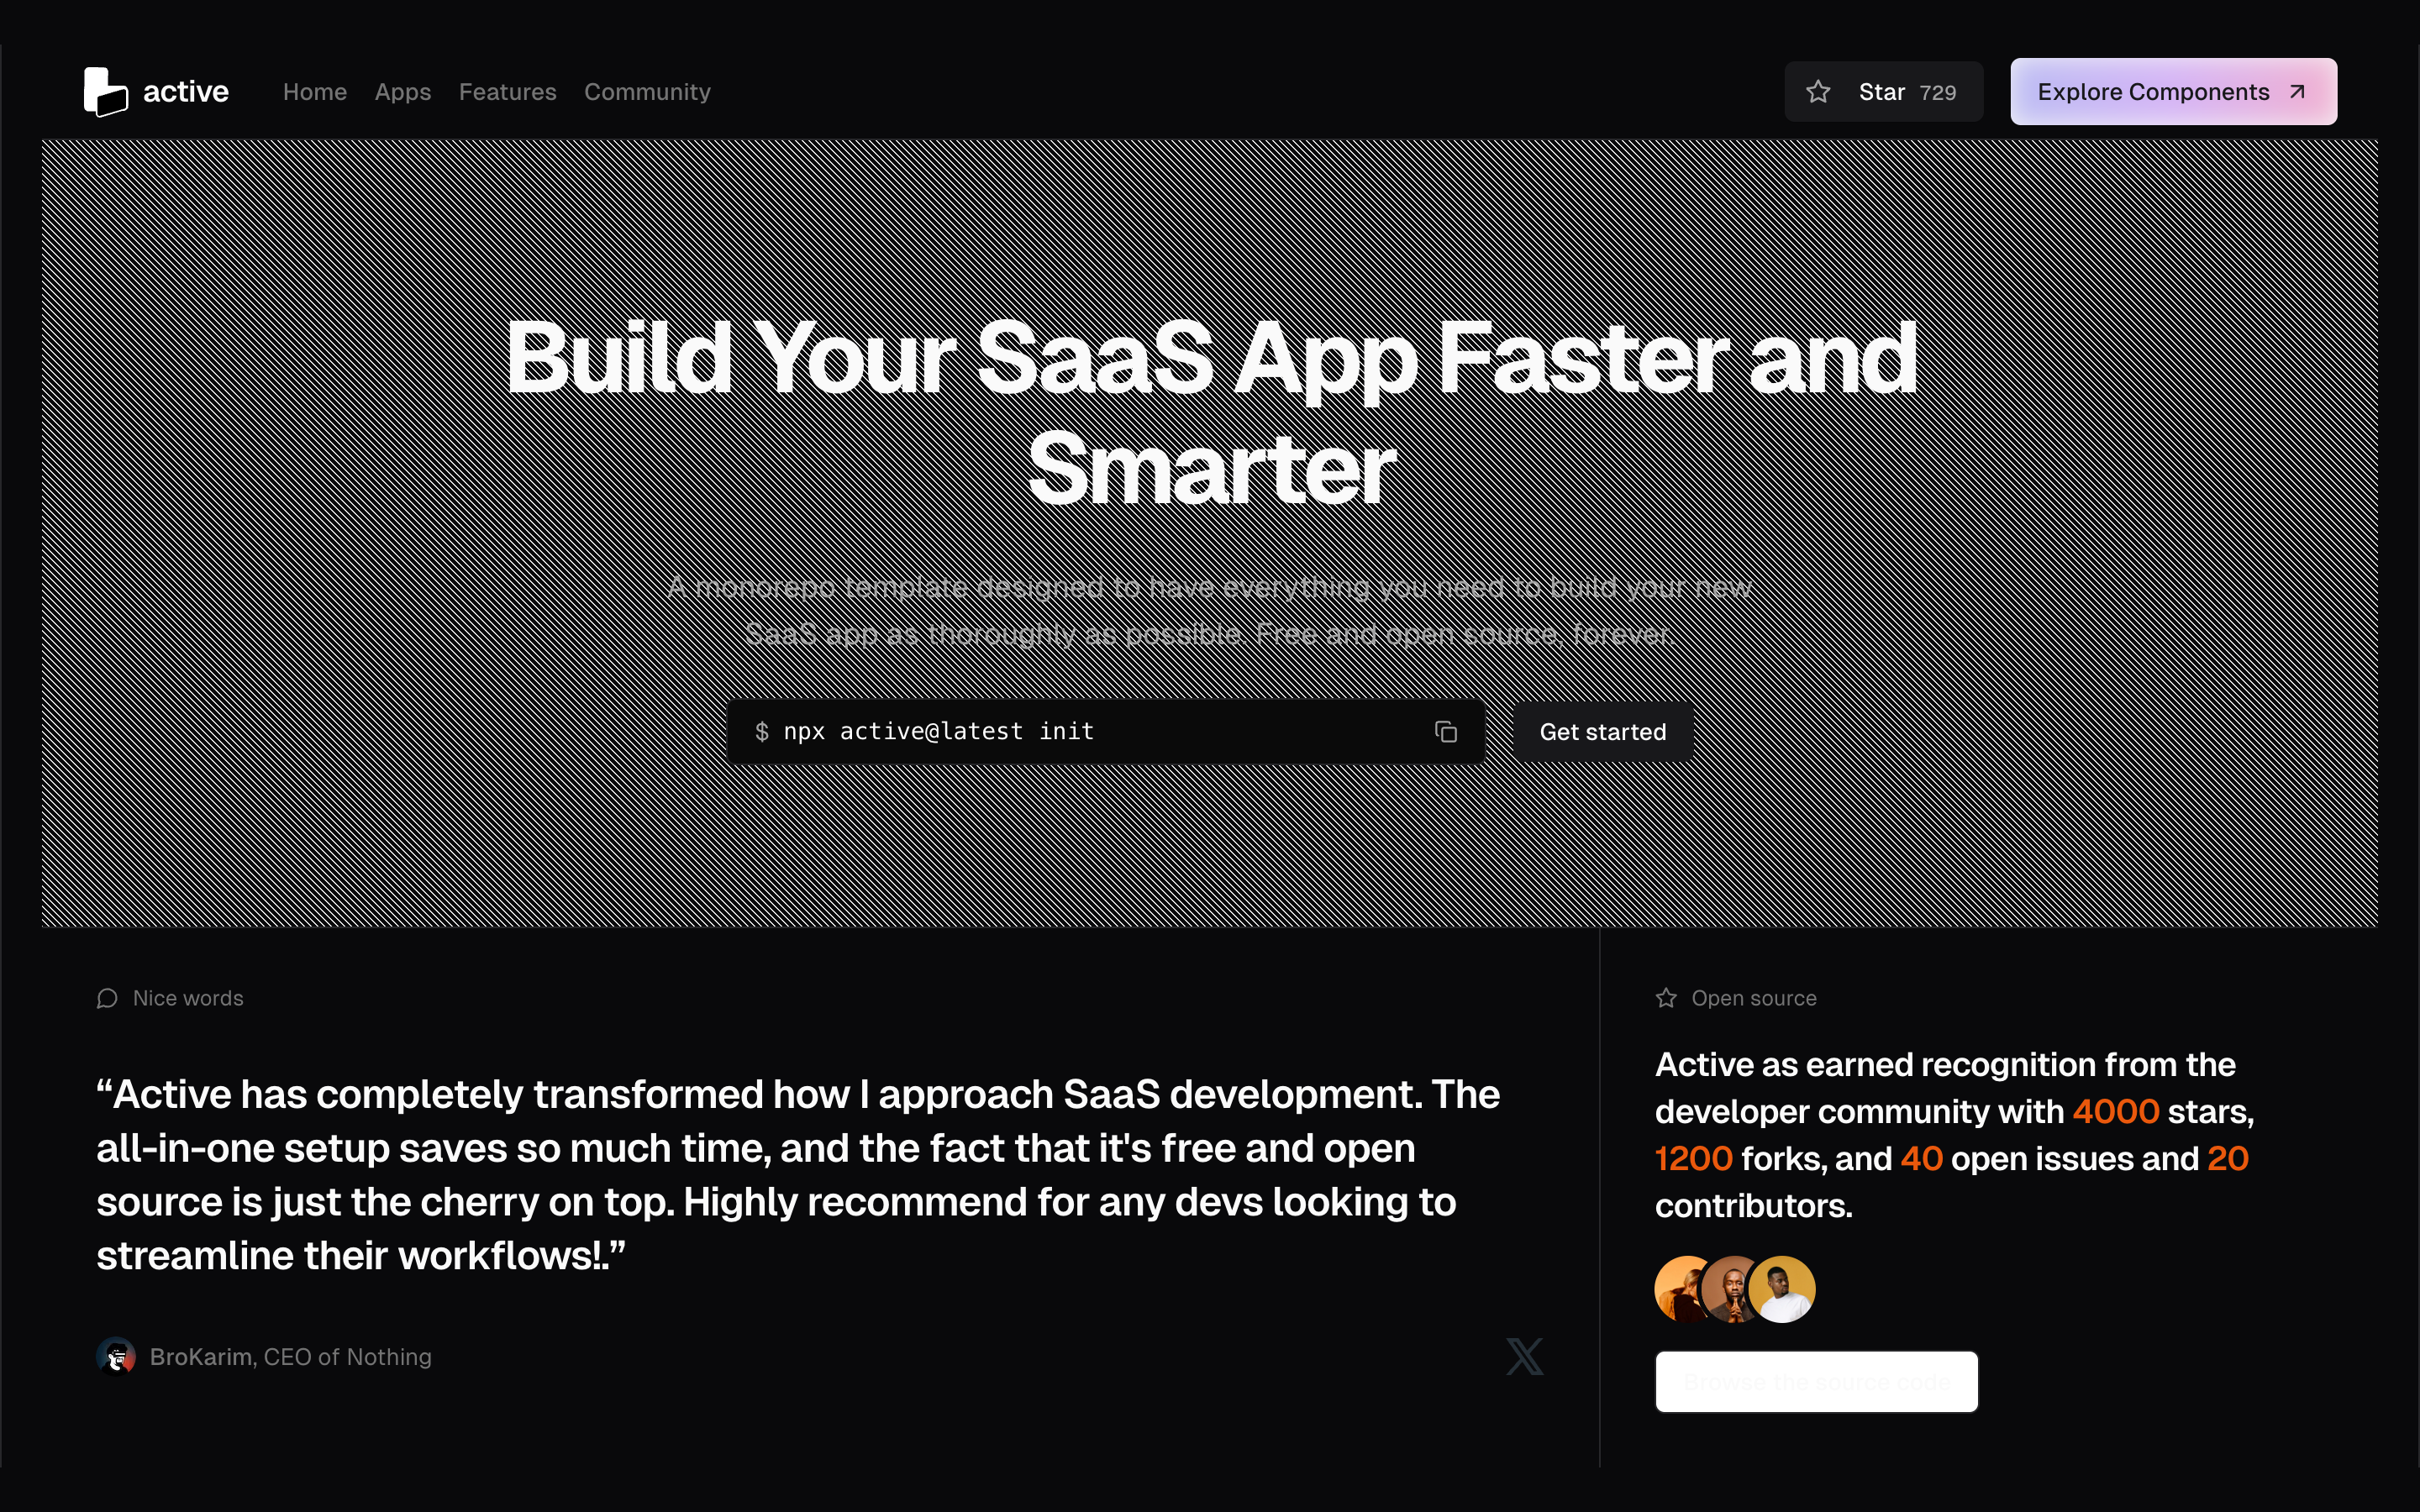 active
Home Apps Features Community
Star 729
Explore Components
Build Your SaaS App Faster and
Smarter
A monorepo template designed to have everything you need to build your new
SaaS app as thoroughly as possible. Free and open source, forever.
$ npx active@latest init
Get started
Nice words
“Active has completely transformed how I approach SaaS development. The
all-in-one setup saves so much time, and the fact that it's free and open
source is just the cherry on top. Highly recommend for any devs looking to
streamline their workflows!.”
BroKarim, CEO of Nothing
Open source
Active as earned recognition from the
developer community with 4000 stars,
1200 forks, and 40 open issues and 20
contributors.
Browse the source code